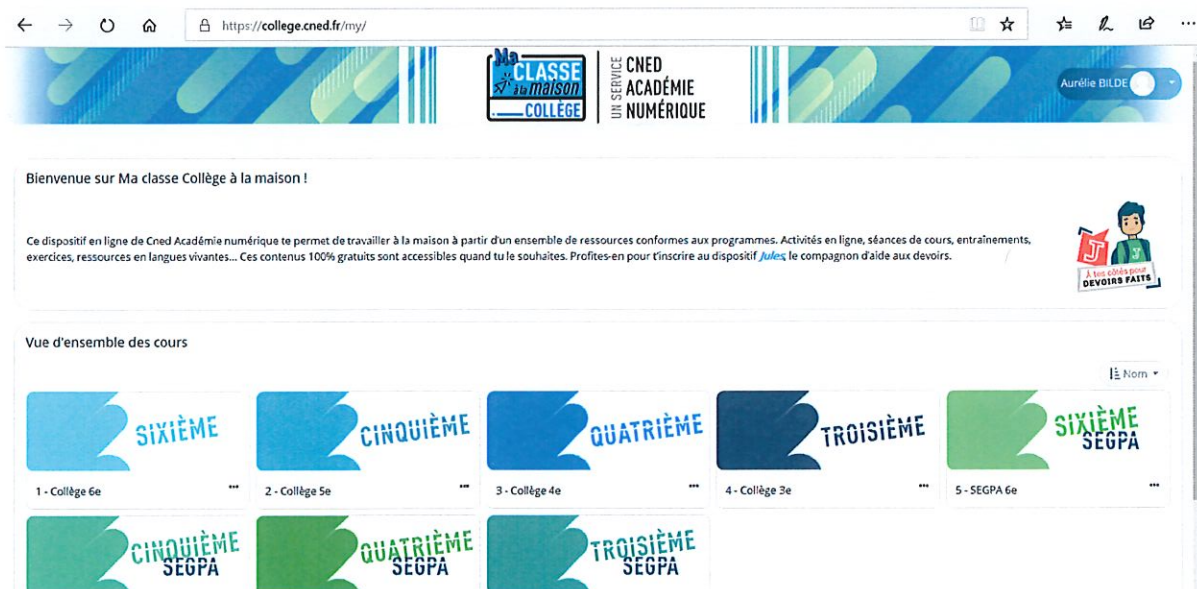 https://college.cned.fr/my/
Ma
CLASSE
à la maison
COLLÈGE
UN SERVICE
CNED
ACADÉMIE
NUMÉRIQUE
Aurélie BILDE
Bienvenue sur Ma classe Collège à la maison !
Ce dispositif en ligne de Cned Académie numérique te permet de travailler à la maison à partir d'un ensemble de ressources conformes aux programmes. Activités en ligne, séances de cours, entraînements,
exercices, ressources en langues vivantes... Ces contenus 100% gratuits sont accessibles quand tu le souhaites. Profites-en pour t'inscrire au dispositif Jules, le compagnon d'aide aux devoirs.
J
J
À tes côtés pour
DEVOIRS FAITS
Vue d'ensemble des cours
Nom
SIXIÈME
CINQUIÈME
QUATRIÈME
TROISIÈME
SIXIÈME
SEGPA
1 - Collège 6e
2 - Collège 5e
3 - Collège 4e
4 - Collège 3e
5 - SEGPA 6e
CINQUIÈME
SEGPA
QUATRIÈME
SEGPA
TROISIÈME
SEGPA